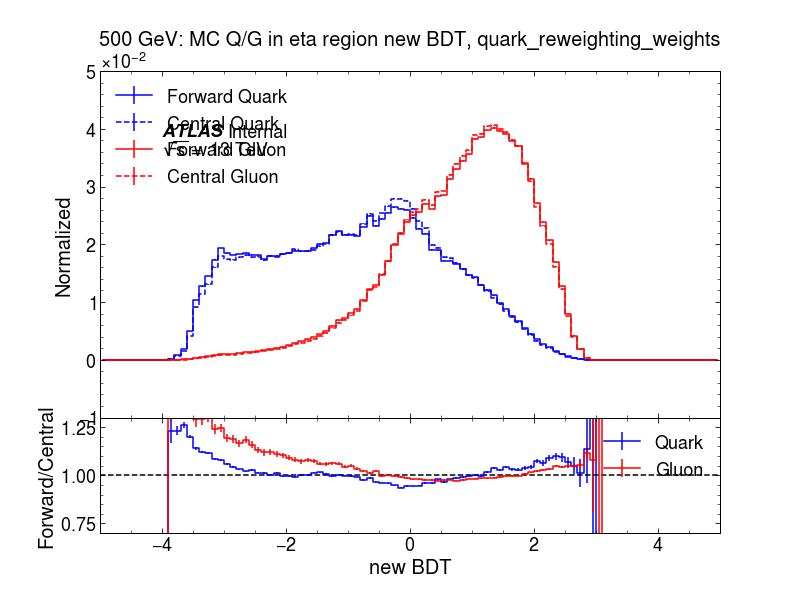 500 GeV: MC Q/G in eta region new BDT, quark_reweighting_weights
×10⁻²
5
4
3
2
1
0
−1
Normalized
Forward Quark
Central Quark
ATLAS Internal
√s = 13 TeV
Forward Gluon
Central Gluon
1.25
1.00
0.75
Forward/Central
Quark
Gluon
−4 −2 0 2 4
new BDT